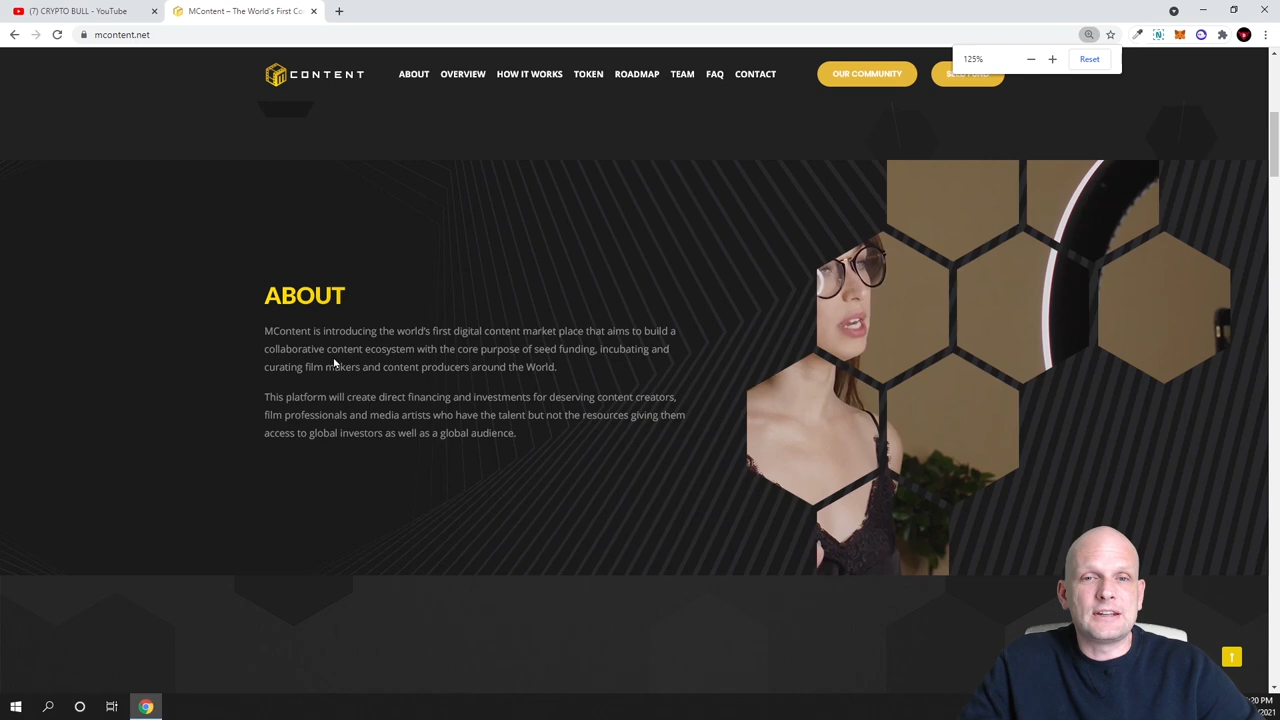 (7) CRYPTO BULL - YouTube
MContent – The World's First Co
mcontent.net
125%
Reset
CONTENT
ABOUT
OVERVIEW
HOW IT WORKS
TOKEN
ROADMAP
TEAM
FAQ
CONTACT
OUR COMMUNITY
SEED FUND
ABOUT
MContent is introducing the world's first digital content market place that aims to build a
collaborative content ecosystem with the core purpose of seed funding, incubating and
curating film makers and content producers around the World.
This platform will create direct financing and investments for deserving content creators,
film professionals and media artists who have the talent but not the resources giving them
access to global investors as well as a global audience.
:20 PM
/2021